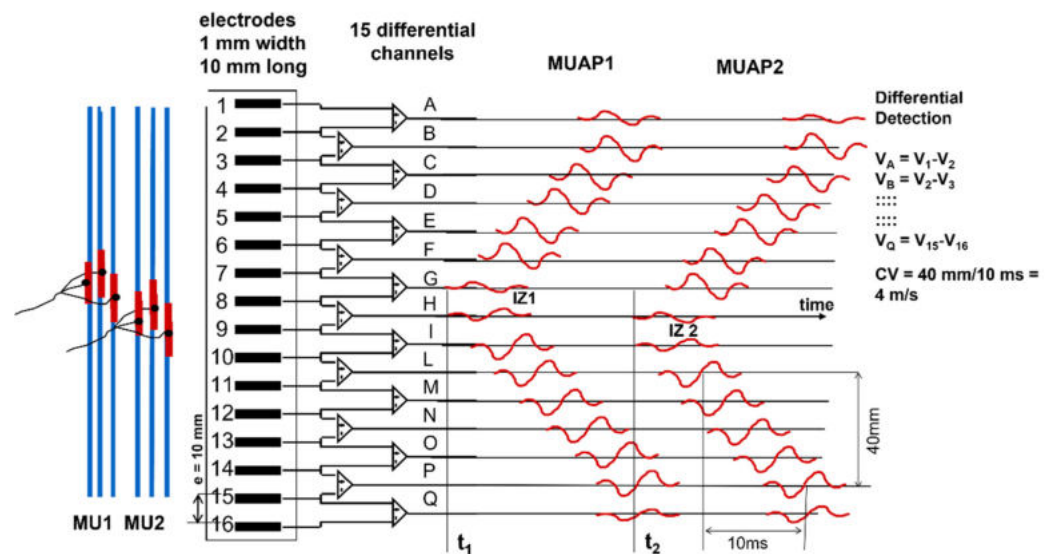 electrodes
1 mm width
10 mm long
15 differential
channels
MUAP1
MUAP2
Differential
Detection
V_A = V_1-V_2
V_B = V_2-V_3
::::
::::
V_Q = V_15-V_16
CV = 40 mm/10 ms =
4 m/s
1
2
3
4
5
6
7
8
9
10
11
12
13
14
15
16
A
B
C
D
E
F
G
H
I
L
M
N
O
P
Q
IZ1
IZ 2
time
40mm
10ms
t_1
t_2
e = 10 mm
MU1
MU2